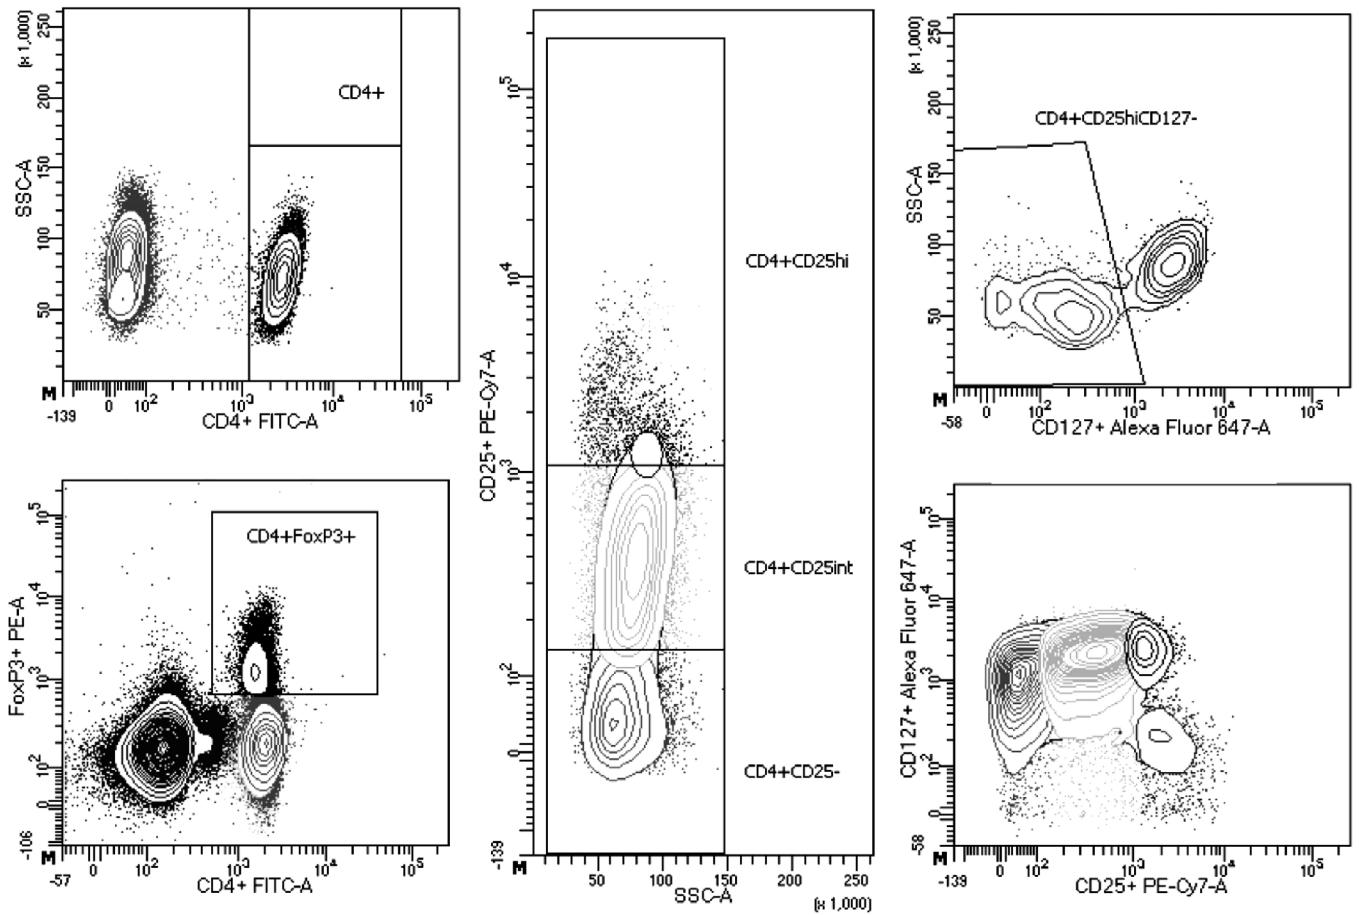 (x 1,000)
SSC-A
250
200
150
100
50
CD4+
M
-139
0
10²
10³
10⁴
10⁵
CD4+ FITC-A
CD25+ PE-Cy7-A
10⁵
10⁴
10³
10²
0
-139
M
CD4+CD25hi
CD4+CD25int
CD4+CD25-
50
100
150
200
250
SSC-A
(x 1,000)
(x 1,000)
SSC-A
250
200
150
100
50
CD4+CD25hiCD127-
M
-58
0
10²
10³
10⁴
10⁵
CD127+ Alexa Fluor 647-A
FoxP3+ PE-A
10⁵
10⁴
10³
10²
0
-106
CD4+FoxP3+
M
-57
0
10²
10³
10⁴
10⁵
CD4+ FITC-A
CD127+ Alexa Fluor 647-A
10⁵
10⁴
10³
10²
0
-58
M
-139
0
10²
10³
10⁴
10⁵
CD25+ PE-Cy7-A